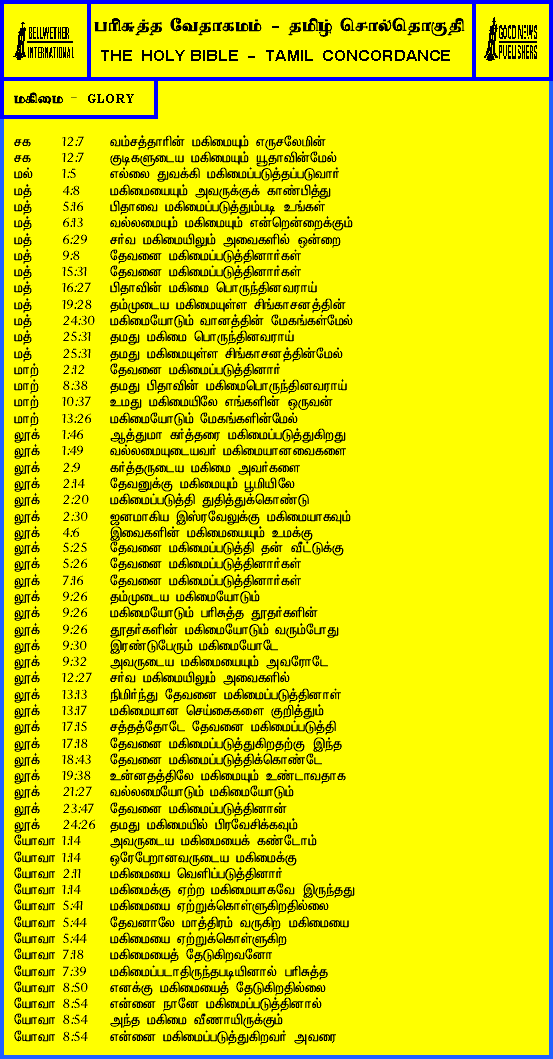 BELLWETHER
INTERNATIONAL
பரிசுத்த வேதாகமம் - தமிழ் சொல்தொகுதி
THE HOLY BIBLE - TAMIL CONCORDANCE
GOOD NEWS
PUBLISHERS
மகிமை - GLORY
சக 12:7 வம்சத்தாரின் மகிமையும் எருசலேமின்
சக 12:7 குடிகளுடைய மகிமையும் யூதாவின்மேல்
மல் 1:5 எல்லை துவக்கி மகிமைப்படுத்தப்படுவார்
மத் 4:8 மகிமையையும் அவருக்குக் காண்பித்து
மத் 5:16 பிதாவை மகிமைப்படுத்தும்படி உங்கள்
மத் 6:13 வல்லமையும் மகிமையும் என்றென்றைக்கும்
மத் 6:29 சர்வ மகிமையிலும் அவைகளில் ஒன்றை
மத் 9:8 தேவனை மகிமைப்படுத்தினார்கள்
மத் 15:31 தேவனை மகிமைப்படுத்தினார்கள்
மத் 16:27 பிதாவின் மகிமை பொருந்தினவராய்
மத் 19:28 தம்முடைய மகிமையுள்ள சிங்காசனத்தின்
மத் 24:30 மகிமையோடும் வானத்தின் மேகங்கள்மேல்
மத் 25:31 தமது மகிமை பொருந்தினவராய்
மத் 25:31 தமது மகிமையுள்ள சிங்காசனத்தின்மேல்
மாற் 2:12 தேவனை மகிமைப்படுத்தினார்
மாற் 8:38 தமது பிதாவின் மகிமைபொருந்தினவராய்
மாற் 10:37 உமது மகிமையிலே எங்களின் ஒருவன்
மாற் 13:26 மகிமையோடும் மேகங்களின்மேல்
லூக் 1:46 ஆத்துமா கர்த்தரை மகிமைப்படுத்துகிறது
லூக் 1:49 வல்லமையுடையவர் மகிமையானவைகளை
லூக் 2:9 கர்த்தருடைய மகிமை அவர்களை
லூக் 2:14 தேவனுக்கு மகிமையும் பூமியிலே
லூக் 2:20 மகிமைப்படுத்தி துதித்துக்கொண்டு
லூக் 2:30 ஜனமாகிய இஸ்ரவேலுக்கு மகிமையாகவும்
லூக் 4:6 இவைகளின் மகிமையையும் உமக்கு
லூக் 5:25 தேவனை மகிமைப்படுத்தி தன் வீட்டுக்கு
லூக் 5:26 தேவனை மகிமைப்படுத்தினார்கள்
லூக் 7:16 தேவனை மகிமைப்படுத்தினார்கள்
லூக் 9:26 தம்முடைய மகிமையோடும்
லூக் 9:26 மகிமையோடும் பரிசுத்த தூதர்களின்
லூக் 9:26 தூதர்களின் மகிமையோடும் வரும்போது
லூக் 9:30 இரண்டுபேரும் மகிமையோடே
லூக் 9:32 அவருடைய மகிமையையும் அவரோடே
லூக் 12:27 சர்வ மகிமையிலும் அவைகளில்
லூக் 13:13 நிமிர்ந்து தேவனை மகிமைப்படுத்தினாள்
லூக் 13:17 மகிமையான செய்கைகளை குறித்தும்
லூக் 17:15 சத்தத்தோடே தேவனை மகிமைப்படுத்தி
லூக் 17:18 தேவனை மகிமைப்படுத்துகிறதற்கு இந்த
லூக் 18:43 தேவனை மகிமைப்படுத்திக்கொண்டே
லூக் 19:38 உன்னதத்திலே மகிமையும் உண்டாவதாக
லூக் 21:27 வல்லமையோடும் மகிமையோடும்
லூக் 23:47 தேவனை மகிமைப்படுத்தினான்
லூக் 24:26 தமது மகிமையில் பிரவேசிக்கவும்
யோவா 1:14 அவருடைய மகிமையைக் கண்டோம்
யோவா 1:14 ஒரேபேறானவருடைய மகிமைக்கு
யோவா 2:11 மகிமையை வெளிப்படுத்தினார்
யோவா 1:14 மகிமைக்கு ஏற்ற மகிமையாகவே இருந்தது
யோவா 5:41 மகிமையை ஏற்றுக்கொள்ளுகிறதில்லை
யோவா 5:44 தேவனாலே மாத்திரம் வருகிற மகிமையை
யோவா 5:44 மகிமையை ஏற்றுக்கொள்ளுகிற
யோவா 7:18 மகிமையைத் தேடுகிறவனோ
யோவா 7:39 மகிமைப்படாதிருந்தபடியினால் பரிசுத்த
யோவா 8:50 எனக்கு மகிமையைத் தேடுகிறதில்லை
யோவா 8:54 என்னை நானே மகிமைப்படுத்தினால்
யோவா 8:54 அந்த மகிமை வீணாயிருக்கும்
யோவா 8:54 என்னை மகிமைப்படுத்துகிறவர் அவரை